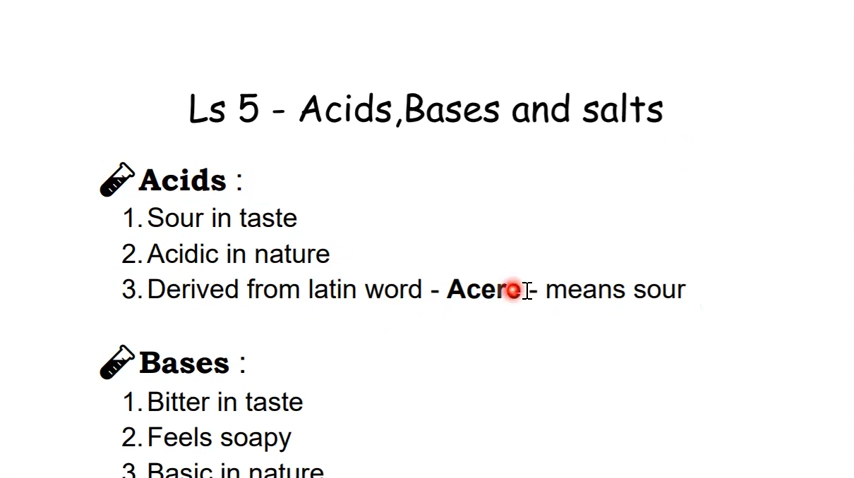 Ls 5 - Acids,Bases and salts
Acids :
1. Sour in taste
2. Acidic in nature
3. Derived from latin word - Acere - means sour
Bases :
1. Bitter in taste
2. Feels soapy
3. Basic in nature